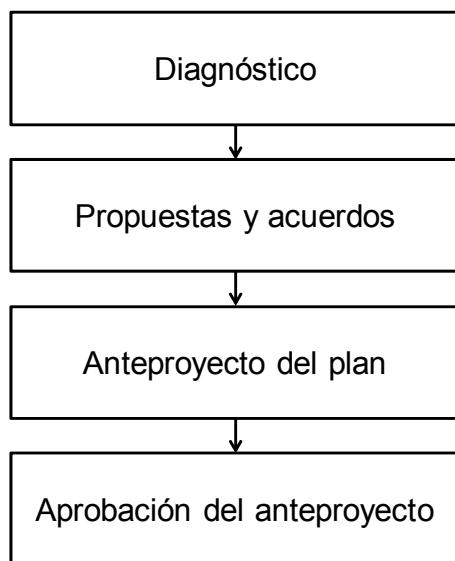 Diagnóstico
Propuestas y acuerdos
Anteproyecto del plan
Aprobación del anteproyecto